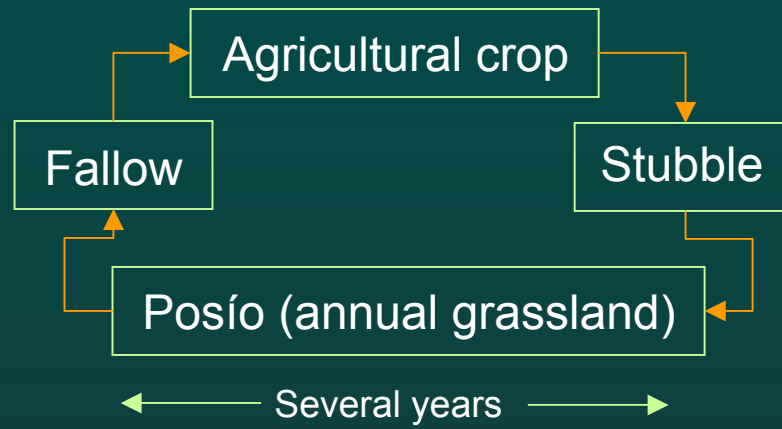 Agricultural crop
Fallow
Stubble
Posío (annual grassland)
Several years